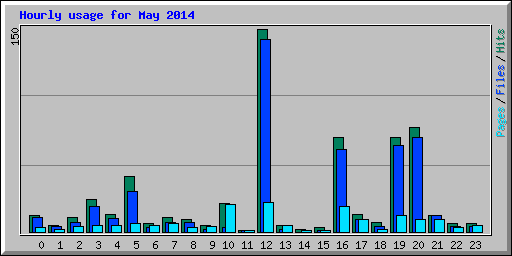 Hourly usage for May 2014
150
Pages/Files/Hits
0 1 2 3 4 5 6 7 8 9 10 11 12 13 14 15 16 17 18 19 20 21 22 23